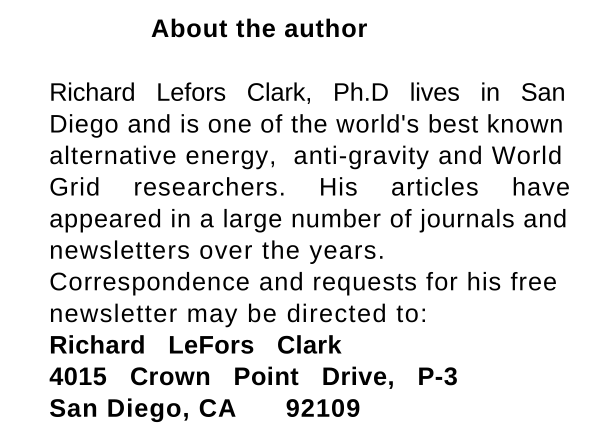 About the author
Richard Lefors Clark, Ph.D lives in San
Diego and is one of the world's best known
alternative energy, anti-gravity and World
Grid researchers. His articles have
appeared in a large number of journals and
newsletters over the years.
Correspondence and requests for his free
newsletter may be directed to:
Richard LeFors Clark
4015 Crown Point Drive, P-3
San Diego, CA 92109